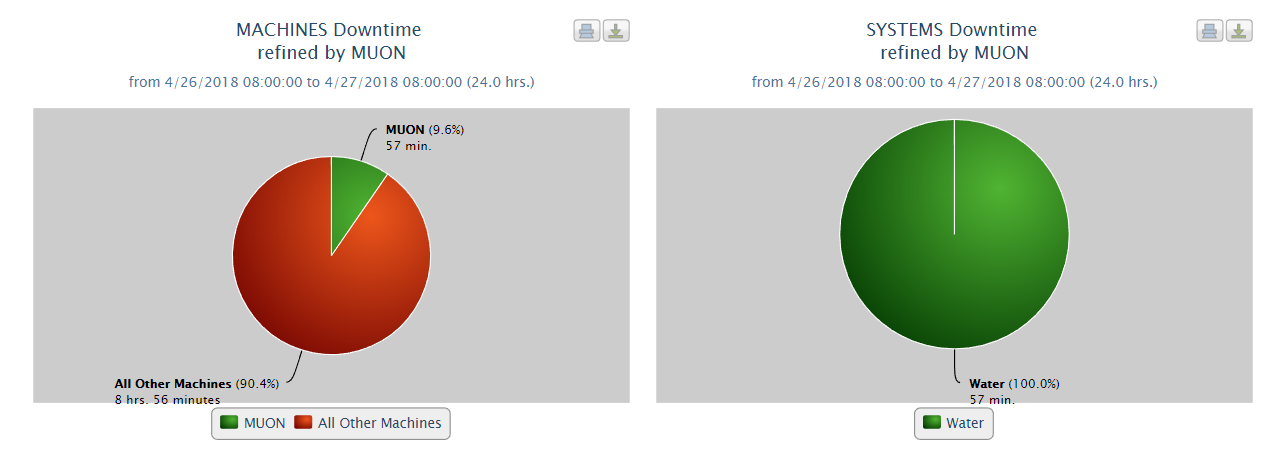 MACHINES Downtime
refined by MUON
from 4/26/2018 08:00:00 to 4/27/2018 08:00:00 (24.0 hrs.)
MUON (9.6%)
57 min.
All Other Machines (90.4%)
8 hrs. 56 minutes
MUON All Other Machines
SYSTEMS Downtime
refined by MUON
from 4/26/2018 08:00:00 to 4/27/2018 08:00:00 (24.0 hrs.)
Water (100.0%)
57 min.
Water